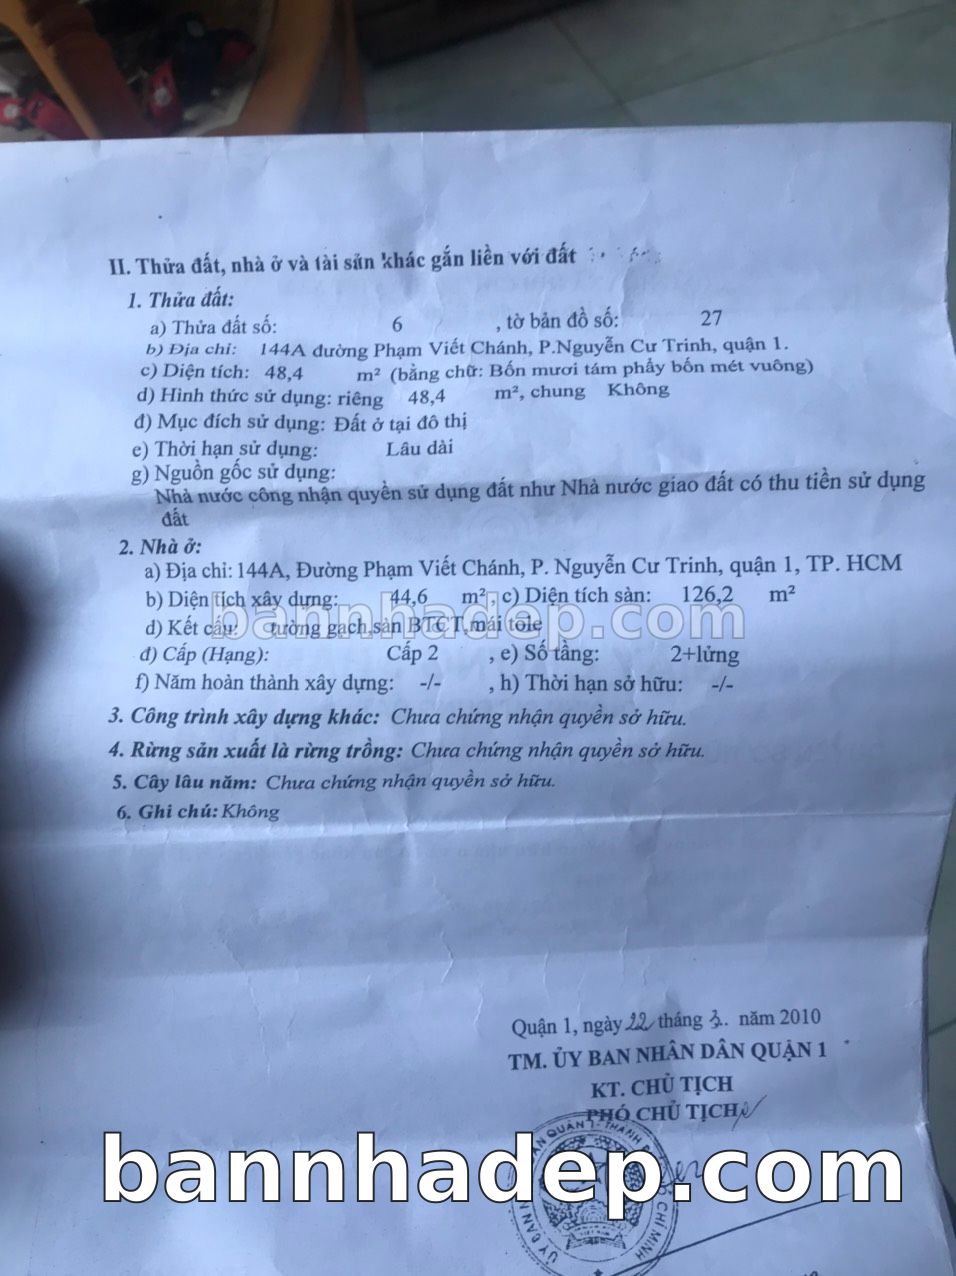 II. Thửa đất, nhà ở và tài sản khác gắn liền với đất
1. Thửa đất:
a) Thửa đất số: 6 , tờ bản đồ số: 27
b) Địa chỉ: 144A đường Phạm Viết Chánh, P.Nguyễn Cư Trinh, quận 1.
c) Diện tích: 48,4 m² (bằng chữ: Bốn mươi tám phẩy bốn mét vuông)
d) Hình thức sử dụng: riêng 48,4 m², chung Không
đ) Mục đích sử dụng: Đất ở tại đô thị
e) Thời hạn sử dụng: Lâu dài
g) Nguồn gốc sử dụng:
Nhà nước công nhận quyền sử dụng đất như Nhà nước giao đất có thu tiền sử dụng
đất
2. Nhà ở:
a) Địa chỉ: 144A, Đường Phạm Viết Chánh, P. Nguyễn Cư Trinh, quận 1, TP. HCM
b) Diện tích xây dựng: 44,6 m², c) Diện tích sàn: 126,2 m²
bannhadep.com
d) Kết cấu: tường gạch,sàn BTCT,mái tole
đ) Cấp (Hạng): Cấp 2 , e) Số tầng: 2+lửng
f) Năm hoàn thành xây dựng: -/- , h) Thời hạn sở hữu: -/-
3. Công trình xây dựng khác: Chưa chứng nhận quyền sở hữu.
4. Rừng sản xuất là rừng trồng: Chưa chứng nhận quyền sở hữu.
5. Cây lâu năm: Chưa chứng nhận quyền sở hữu.
6. Ghi chú: Không
Quận 1, ngày 22 tháng 3. năm 2010
TM. ỦY BAN NHÂN DÂN QUẬN 1
KT. CHỦ TỊCH
PHÓ CHỦ TỊCH
bannhadep.com
ỦY BAN QUẬN 1 - THÀNH CHÍ MINH